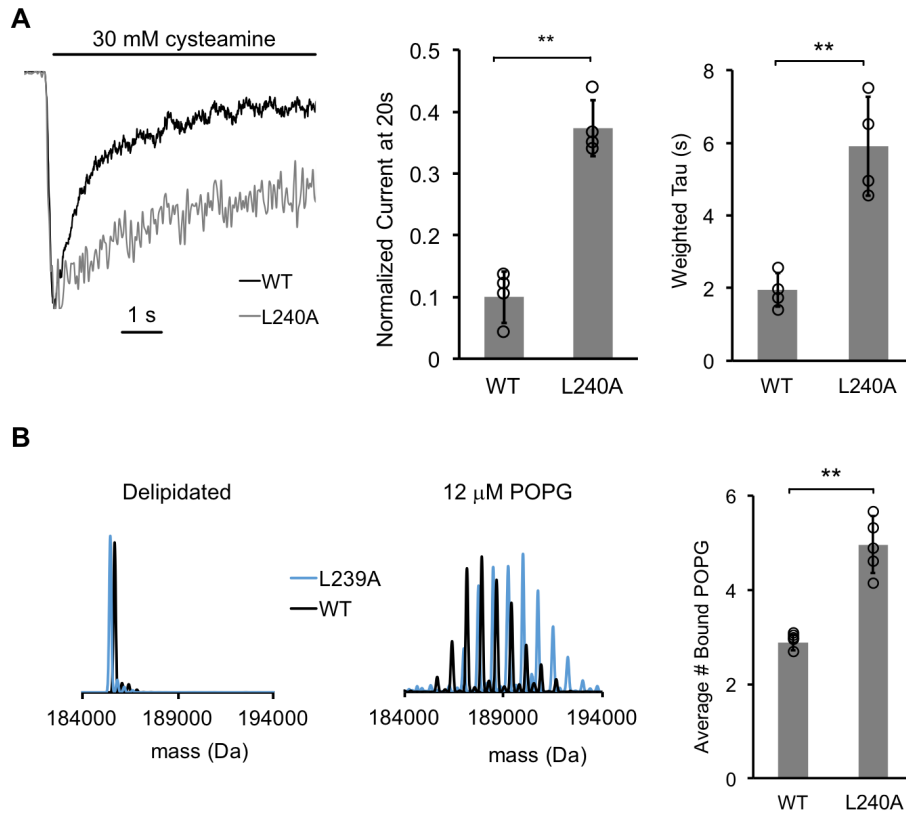 A
30 mM cysteamine
WT
L240A
1 s
Normalized Current at 20s
0.5
0.4
0.3
0.2
0.1
0
**
WT
L240A
Weighted Tau (s)
8
6
4
2
0
**
WT
L240A
B
Delipidated
184000
189000
194000
mass (Da)
L239A
WT
12 μM POPG
184000
189000
194000
mass (Da)
Average # Bound POPG
6
4
2
0
**
WT
L240A